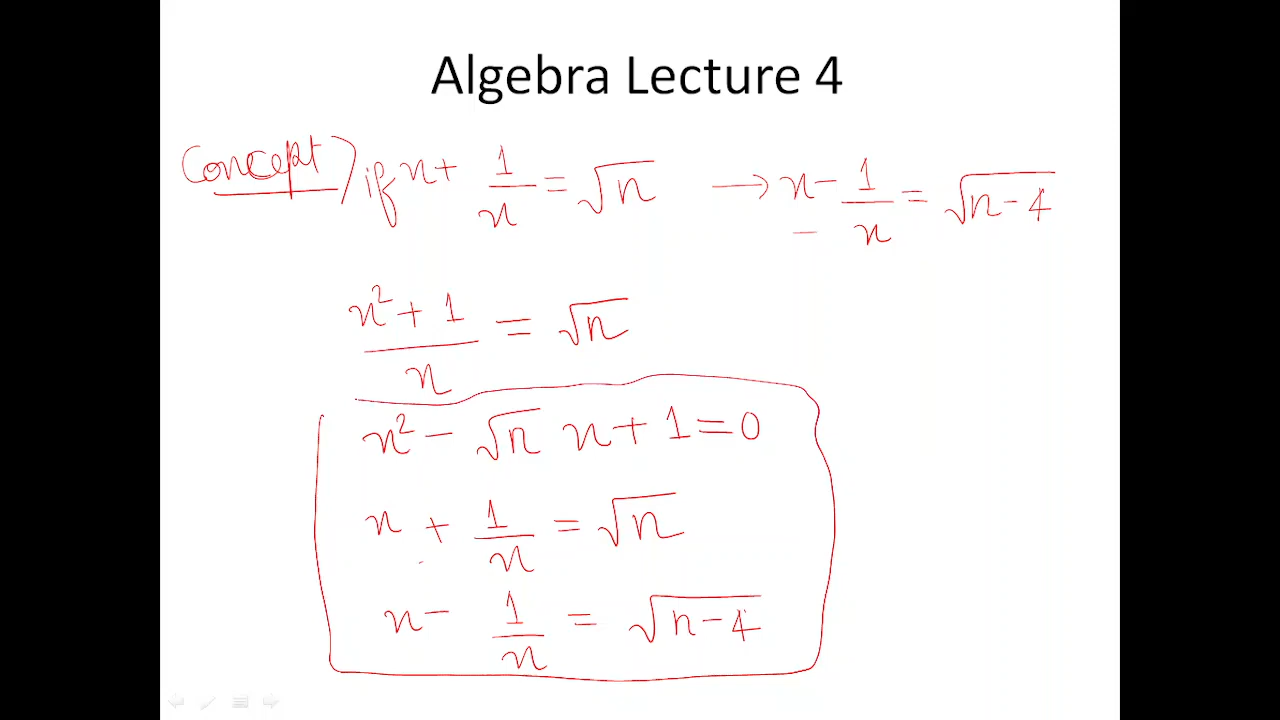 Algebra Lecture 4
Concept) if x + 1/x = √n → x - 1/x = √(n-4)
(x² + 1)/x = √n
x² - √n x + 1 = 0
x + 1/x = √n
x - 1/x = √(n-4)